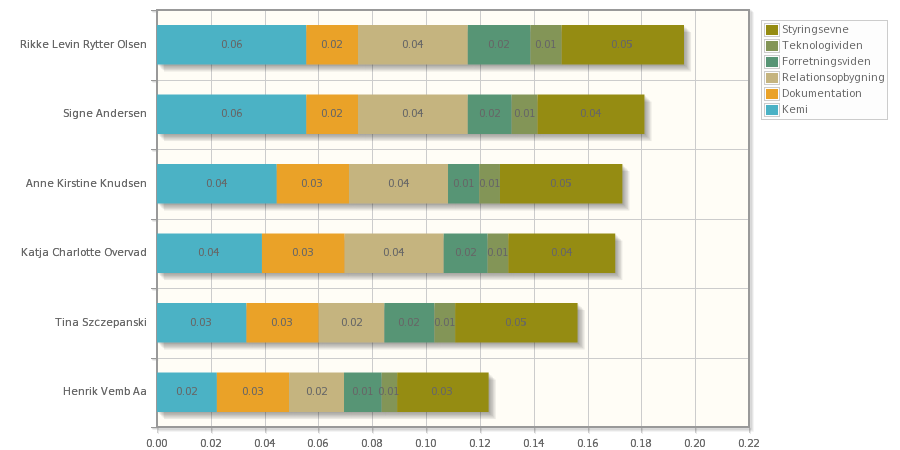 Rikke Levin Rytter Olsen 0.06 0.02 0.04 0.02 0.01 0.05
Signe Andersen 0.06 0.02 0.04 0.02 0.01 0.04
Anne Kirstine Knudsen 0.04 0.03 0.04 0.01 0.01 0.05
Katja Charlotte Overvad 0.04 0.03 0.04 0.02 0.01 0.04
Tina Szczepanski 0.03 0.03 0.02 0.02 0.01 0.05
Henrik Vemb Aa 0.02 0.03 0.02 0.01 0.01 0.03
0.00 0.02 0.04 0.06 0.08 0.10 0.12 0.14 0.16 0.18 0.20 0.22
Styringsevne
Teknologividen
Forretningsviden
Relationsopbygning
Dokumentation
Kemi